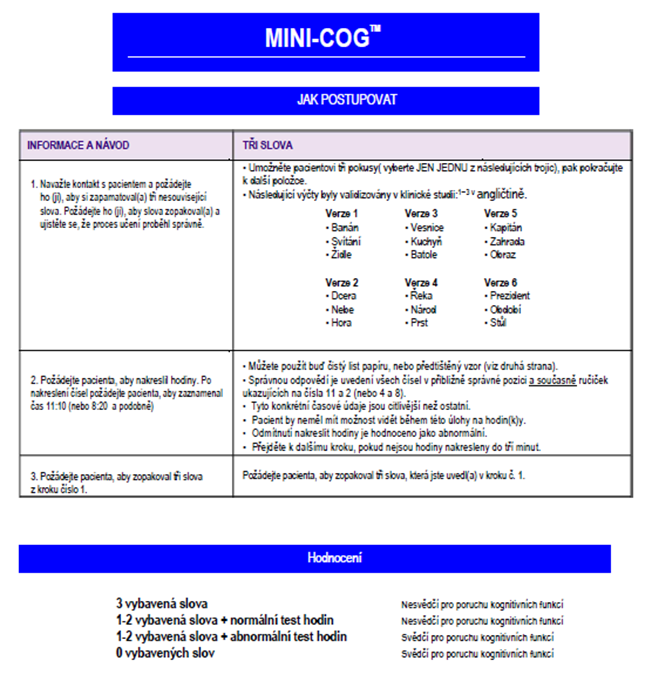 MINI-COG™
JAK POSTUPOVAT
INFORMACE A NÁVOD
TŘI SLOVA
1. Navažte kontakt s pacientem a požádejte
ho (ji), aby si zapamatoval(a) tři nesouvisející
slova. Požádejte ho (ji), aby slova zopakoval(a) a
ujistěte se, že proces učení proběhl správně.
• Umožněte pacientovi tři pokusy( vyberte JEN JEDNU z následujících trojic), pak pokračujte
k další položce.
• Následující výčty byly validizovány v klinické studii:1–3 v angličtině.
Verze 1
• Banán
• Svítání
• Židle
Verze 3
• Vesnice
• Kuchyň
• Batole
Verze 5
• Kapitán
• Zahrada
• Obraz
Verze 2
• Dcera
• Nebe
• Hora
Verze 4
• Řeka
• Národ
• Prst
Verze 6
• Prezident
• Období
• Stůl
2. Požádejte pacienta, aby nakreslil hodiny. Po
nakreslení čísel požádejte pacienta, aby zaznamenal
čas 11:10 (nebo 8:20 a podobně)
• Můžete použít buď čistý list papíru, nebo předtištěný vzor (viz druhá strana).
• Správnou odpovědí je uvedení všech čísel v přibližně správné pozici a současně ručiček
ukazujících na čísla 11 a 2 (nebo 4 a 8).
• Tyto konkrétní časové údaje jsou citlivější než ostatní.
• Pacient by neměl mít možnost vidět během této úlohy na hodin(k)y.
• Odmítnutí nakreslit hodiny je hodnoceno jako abnormální.
• Přejděte k dalšímu kroku, pokud nejsou hodiny nakresleny do tří minut.
3. Požádejte pacienta, aby zopakoval tři slova
z kroku číslo 1.
Požádejte pacienta, aby zopakoval tři slova, která jste uvedl(a) v kroku č. 1.
Hodnocení
3 vybavená slova
Nesvědčí pro poruchu kognitivních funkcí
1-2 vybavená slova + normální test hodin
Nesvědčí pro poruchu kognitivních funkcí
1-2 vybavená slova + abnormální test hodin
Svědčí pro poruchu kognitivních funkcí
0 vybavených slov
Svědčí pro poruchu kognitivních funkcí